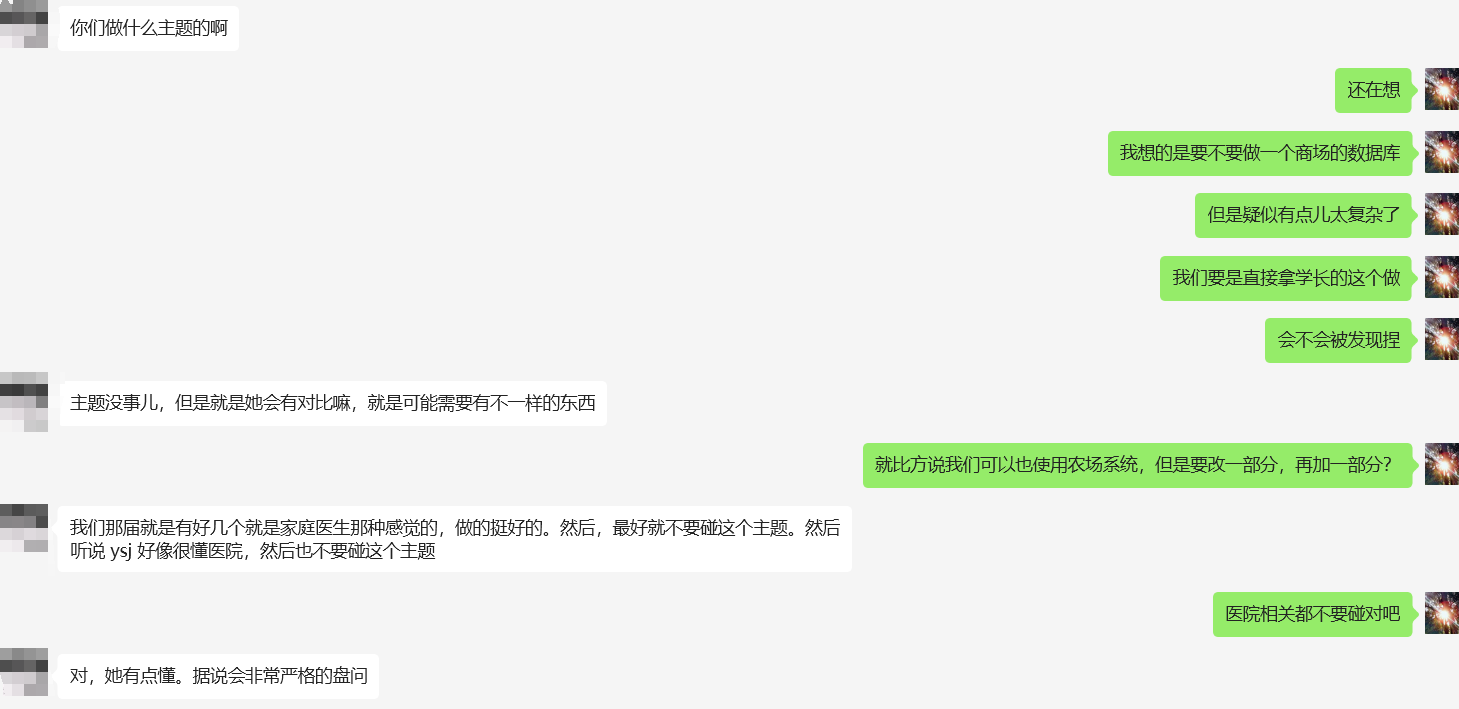 你们做什么主题的啊
还在想
我想的是要不要做一个商场的数据库
但是疑似有点儿太复杂了
我们要是直接拿学长的这个做
会不会被发现捏
主题没事儿，但是就是她会有对比嘛，就是可能需要有不一样的东西
就比方说我们可以也使用农场系统，但是要改一部分，再加一部分？
我们那届就是有好几个就是家庭医生那种感觉的，做的挺好的。然后，最好就不要碰这个主题。然后
听说 ysj 好像很懂医院，然后也不要碰这个主题
医院相关都不要碰对吧
对，她有点懂。据说会非常严格的盘问